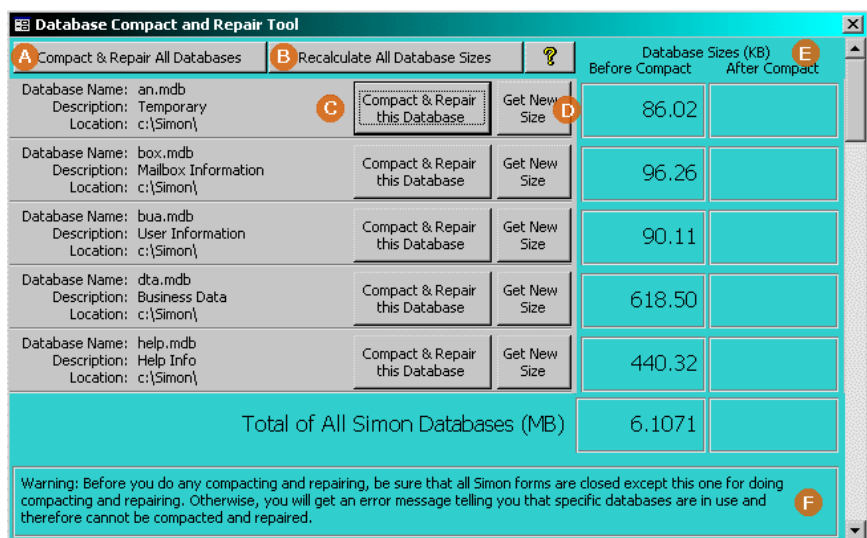 Database Compact and Repair Tool
A Compact & Repair All Databases B Recalculate All Database Sizes ? Database Sizes (KB) E
Before Compact After Compact
Database Name: an.mdb
Description: Temporary
Location: c:\Simon\
C Compact & Repair
this Database
Get New
Size
D 86.02
Database Name: box.mdb
Description: Mailbox Information
Location: c:\Simon\
Compact & Repair
this Database
Get New
Size
96.26
Database Name: bua.mdb
Description: User Information
Location: c:\Simon\
Compact & Repair
this Database
Get New
Size
90.11
Database Name: dta.mdb
Description: Business Data
Location: c:\Simon\
Compact & Repair
this Database
Get New
Size
618.50
Database Name: help.mdb
Description: Help Info
Location: c:\Simon\
Compact & Repair
this Database
Get New
Size
440.32
Total of All Simon Databases (MB) 6.1071
Warning: Before you do any compacting and repairing, be sure that all Simon forms are closed except this one for doing
compacting and repairing. Otherwise, you will get an error message telling you that specific databases are in use and
therefore cannot be compacted and repaired.
F